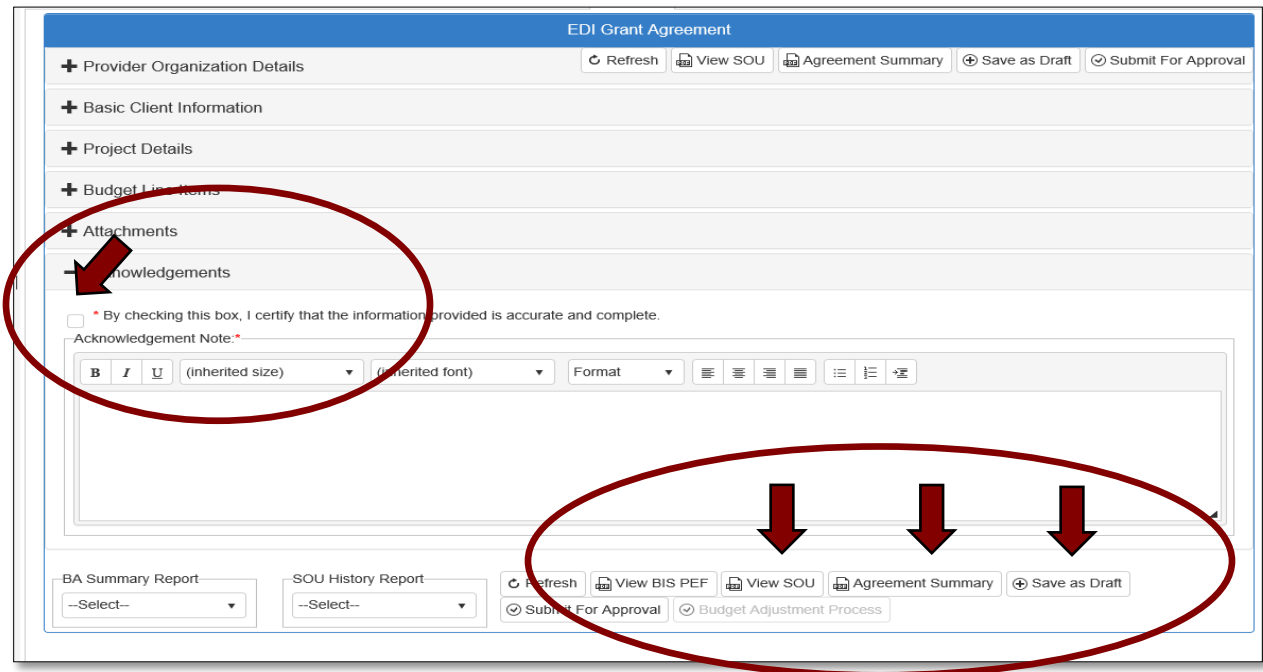 EDI Grant Agreement
Provider Organization Details
Refresh View SOU Agreement Summary Save as Draft Submit For Approval
Basic Client Information
Project Details
Budget Line Items
Attachments
nowledgements
* By checking this box, I certify that the information provided is accurate and complete.
Acknowledgement Note:*
B I U (inherited size) (inherited font) Format
BA Summary Report SOU History Report
--Select-- --Select--
Refresh View BIS PEF View SOU Agreement Summary Save as Draft
Submit For Approval Budget Adjustment Process